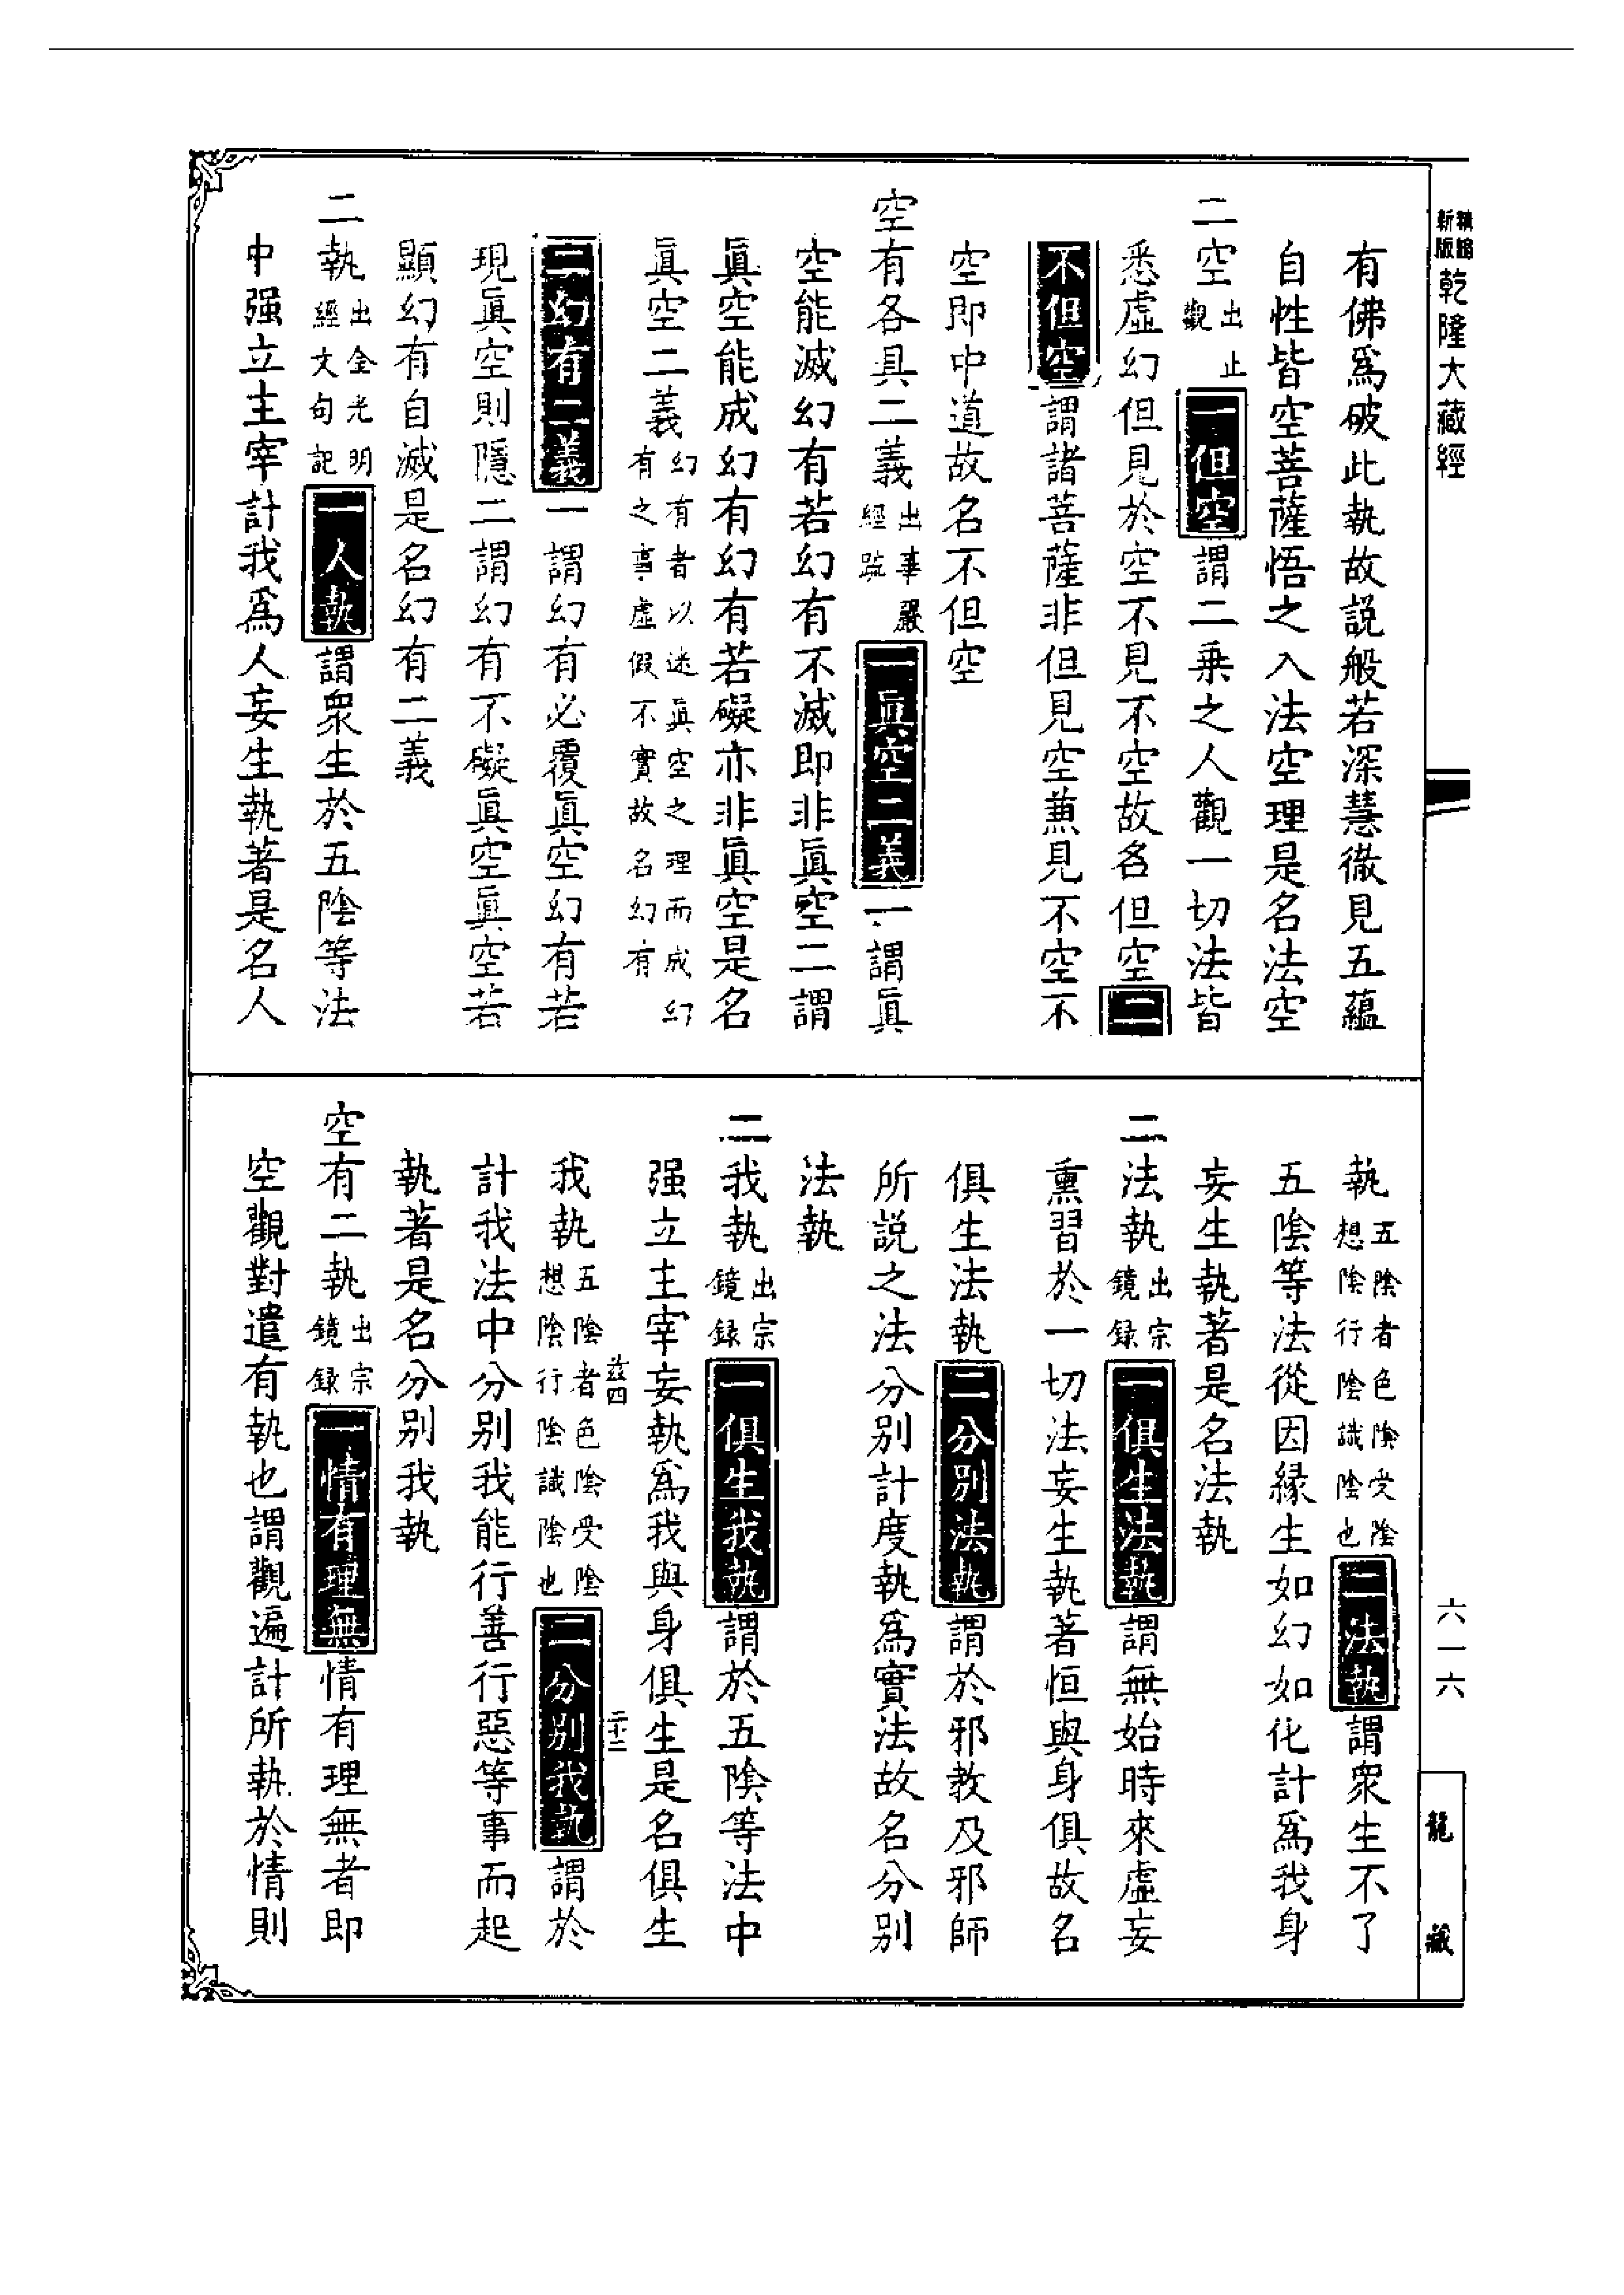 新版
精縮
乾隆大藏經
六一六
龍藏
有佛爲破此執故説般若深慧徹見五蘊
自性皆空菩薩悟之入法空理是名法空
二空出止觀一但空謂二乘之人觀一切法皆
悉虚幻但見於空不見不空故名但空二
不但空謂諸菩薩非但見空兼見不空不
空即中道故名不但空
空有各具二義出華嚴經疏一眞空二義一謂眞
空能滅幻有若幻有不滅即非眞空二謂
眞空能成幻有幻有若礙亦非眞空是名
眞空二義幻有者以迷眞空之理而成幻有之事虚假不實故名幻有
二幻有二義一謂幻有必覆眞空幻有若
現眞空則隱二謂幻有不礙眞空眞空若
顯幻有自滅是名幻有二義
二執出金光明經文句記一人執謂衆生於五陰等法
中强立主宰計我爲人妄生執著是名人
執五陰者色陰受陰想陰行陰識陰也二法執謂衆生不了
五陰等法從因緣生如幻如化計爲我身
妄生執著是名法執
二法執出宗鏡録一俱生法執謂無始時來虚妄
熏習於一切法妄生執著恒與身俱故名
俱生法執二分别法執謂於邪教及邪師
所説之法分别計度執爲實法故名分别
法執
二我執出宗鏡録一俱生我執謂於五陰等法中
强立主宰妄執爲我與身俱生是名俱生
茲四
二十二
我執五陰者色陰受陰想陰行陰識陰也二分别我執謂於
計我法中分别我能行善行惡等事而起
執著是名分别我執
空有二執出宗鏡録一情有理無情有理無者即
空觀對遣有執也謂觀遍計所執於情則